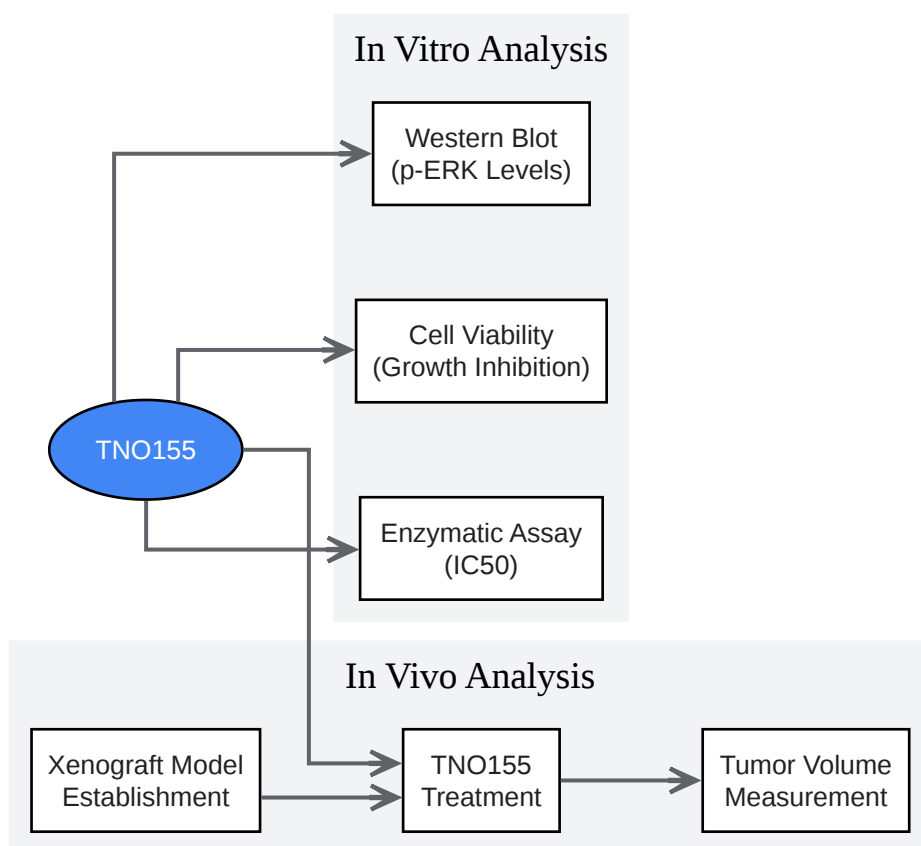 In Vitro Analysis
Western Blot
(p-ERK Levels)
Cell Viability
(Growth Inhibition)
TNO155
Enzymatic Assay
(IC50)
In Vivo Analysis
Xenograft Model
Establishment
TNO155
Treatment
Tumor Volume
Measurement